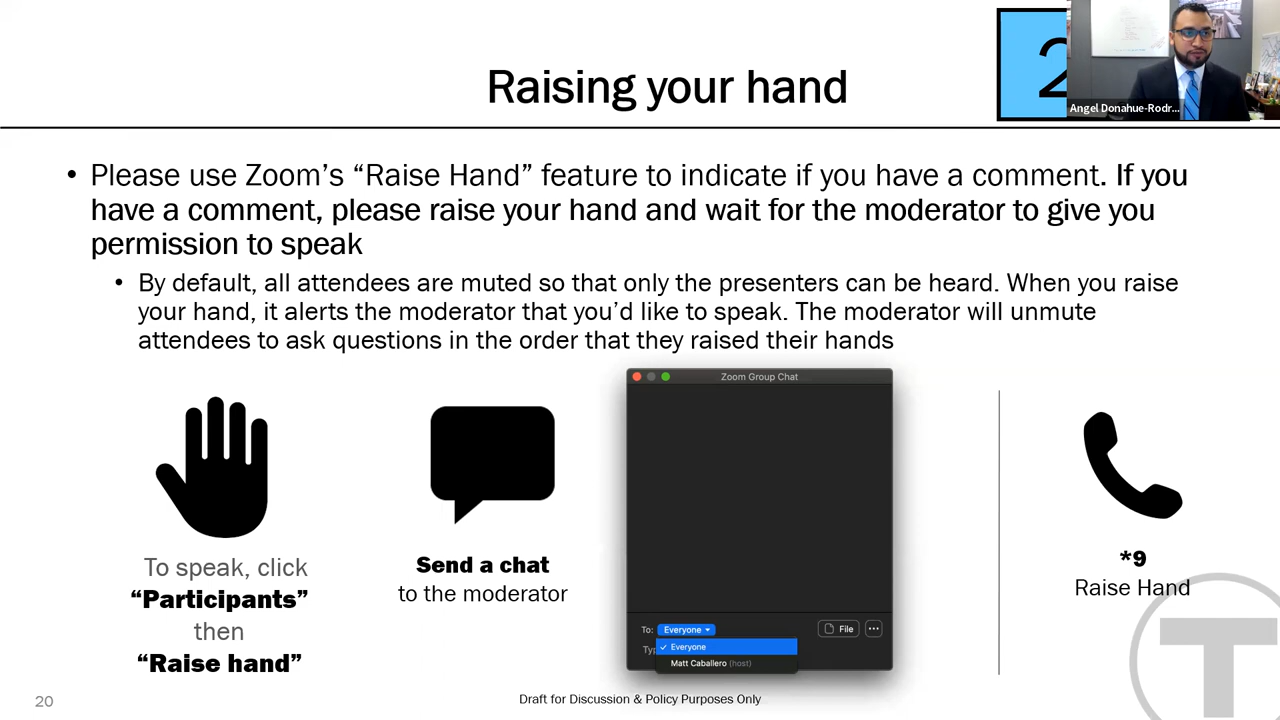 Raising your hand
2
Angel Donahue-Rodr...
• Please use Zoom’s “Raise Hand” feature to indicate if you have a comment. If you
have a comment, please raise your hand and wait for the moderator to give you
permission to speak
• By default, all attendees are muted so that only the presenters can be heard. When you raise
your hand, it alerts the moderator that you’d like to speak. The moderator will unmute
attendees to ask questions in the order that they raised their hands
To speak, click
“Participants”
then
“Raise hand”
Send a chat
to the moderator
Zoom Group Chat
To: Everyone
File
Typ
✓ Everyone
Matt Caballero (host)
*9
Raise Hand
T
20
Draft for Discussion & Policy Purposes Only